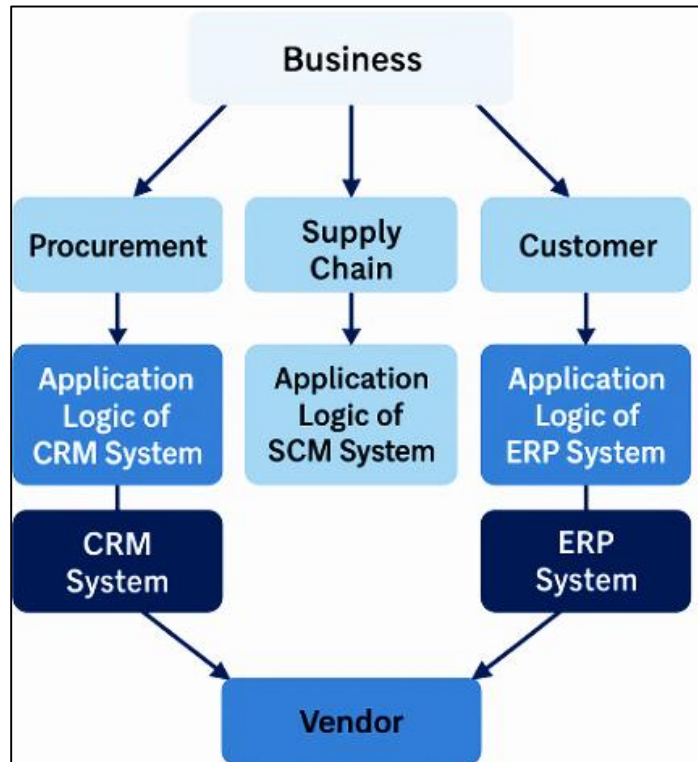 Business
Procurement
Supply
Chain
Customer
Application
Logic of
CRM System
Application
Logic of
SCM System
Application
Logic of
ERP System
CRM
System
ERP
System
Vendor